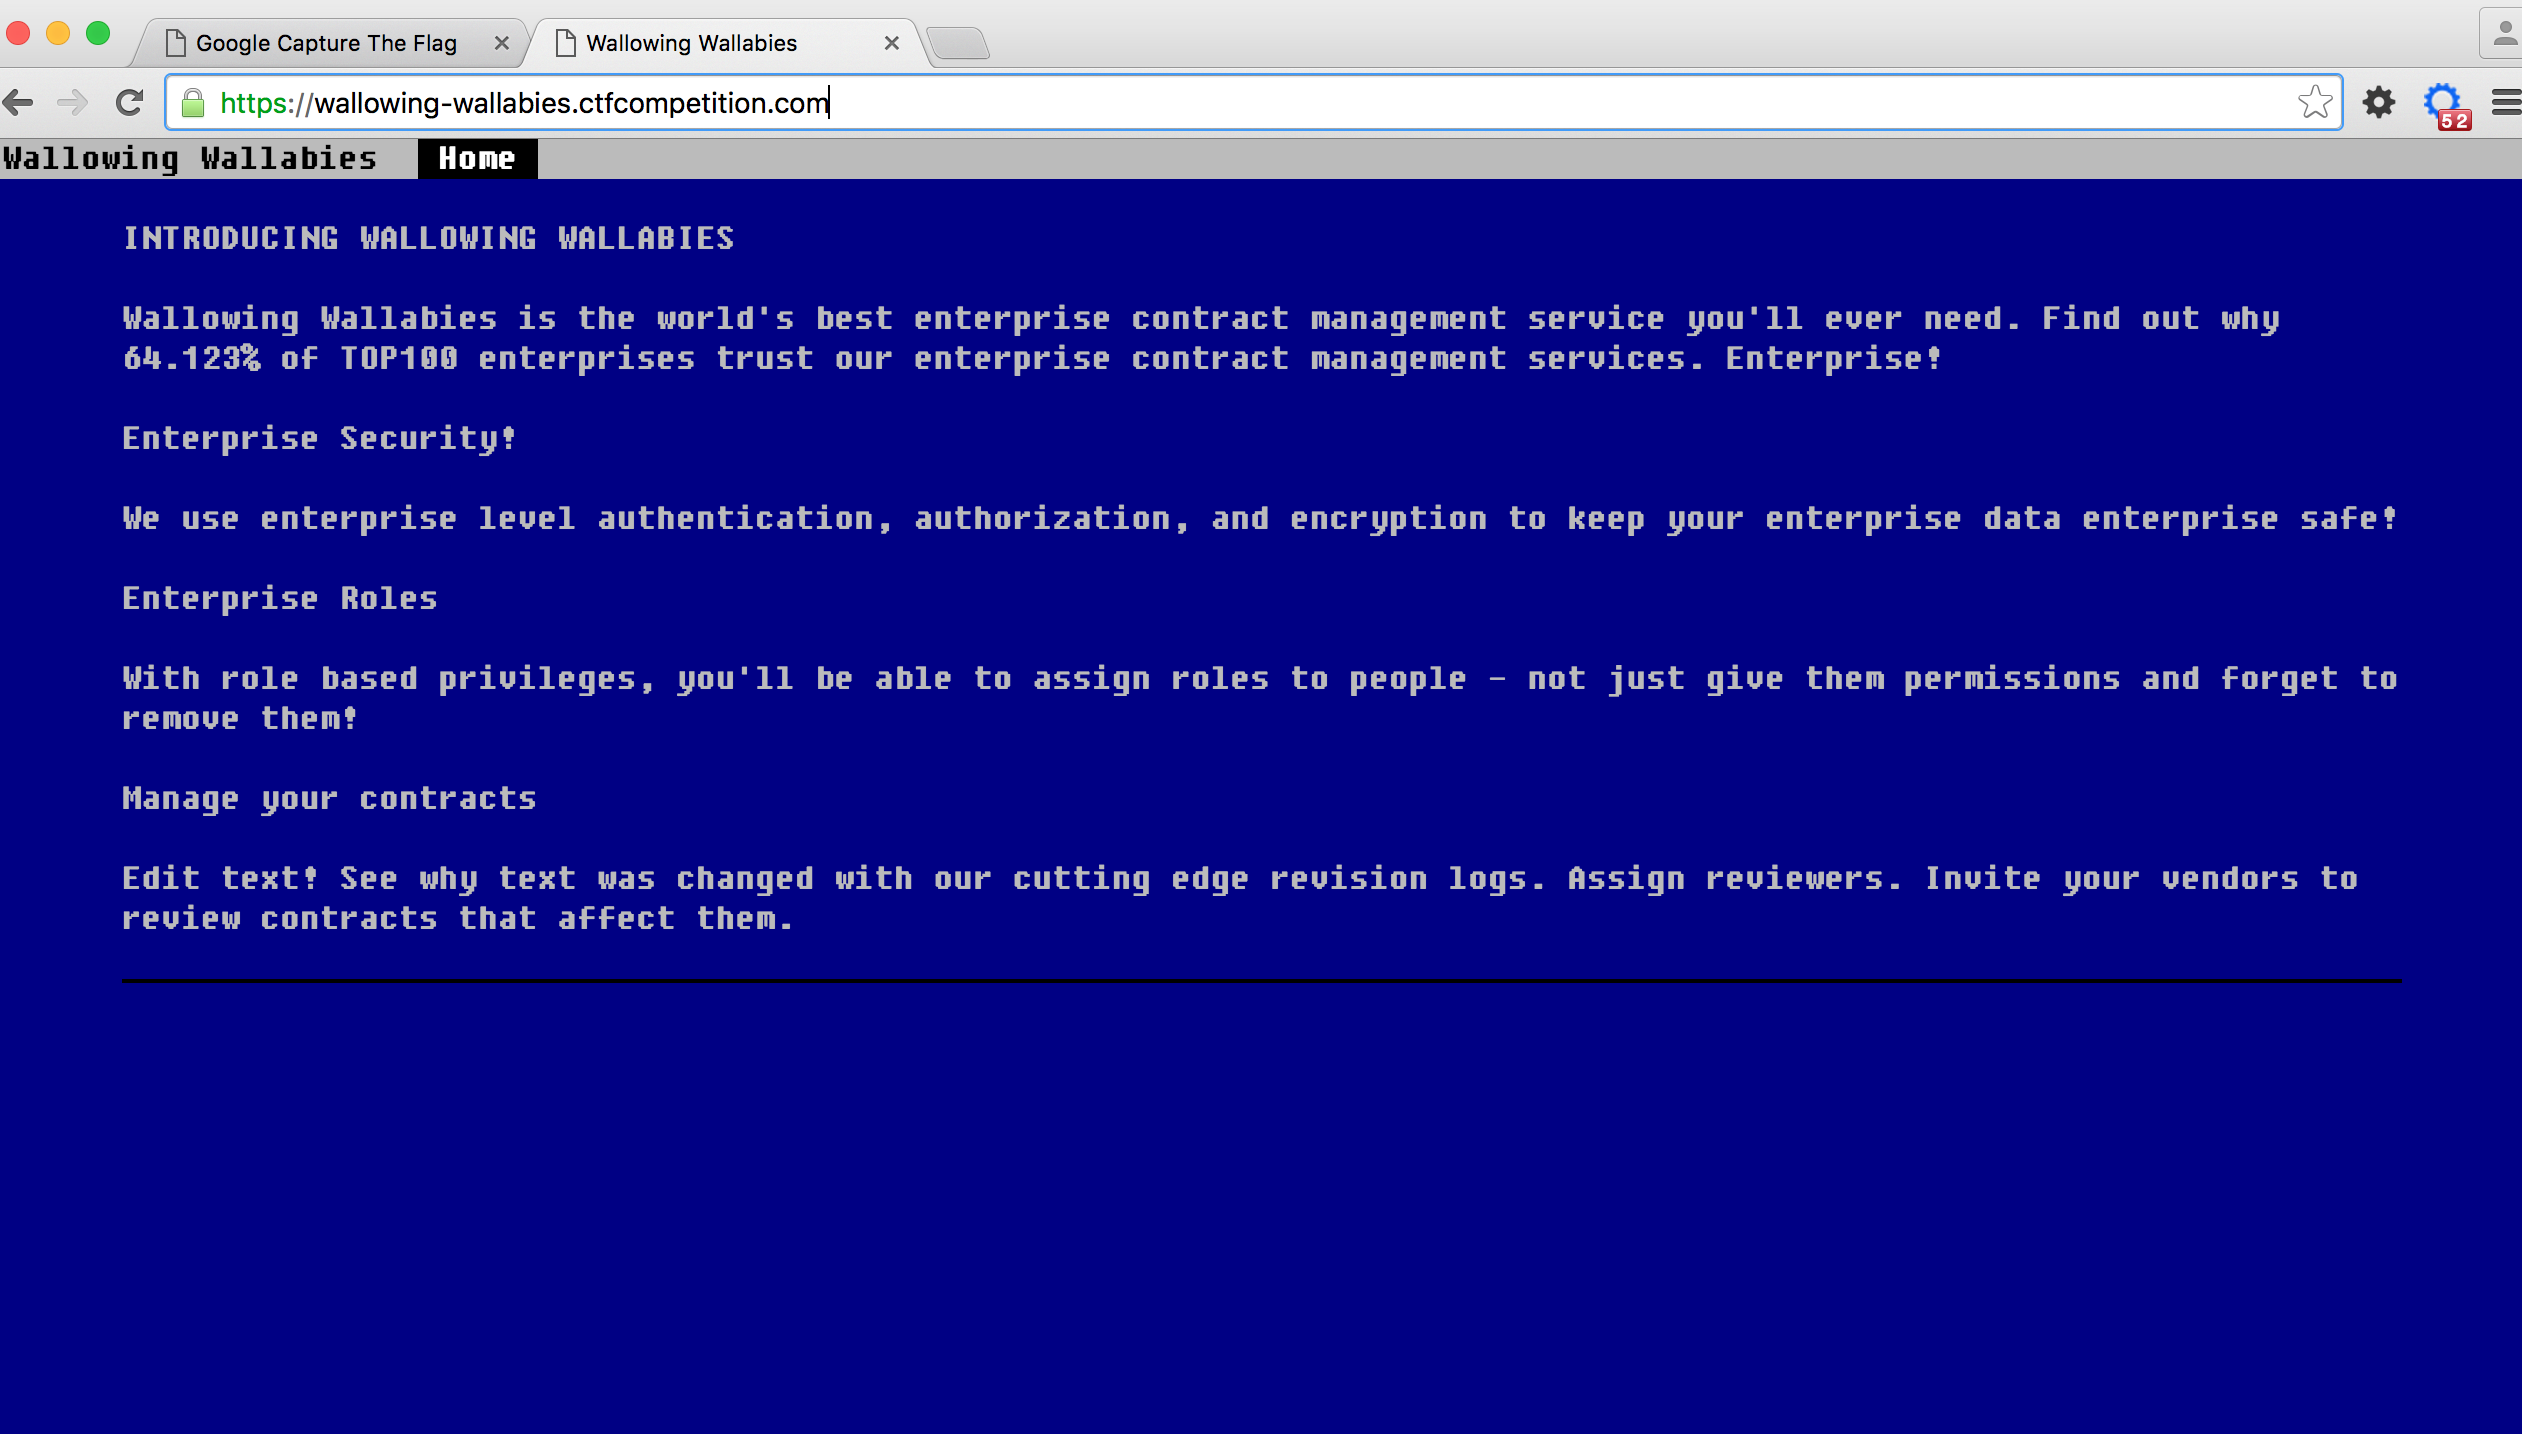 Google Capture The Flag
Wallowing Wallabies
https://wallowing-wallabies.ctfcompetition.com
52
Wallowing Wallabies Home
INTRODUCING WALLOWING WALLABIES
Wallowing Wallabies is the world's best enterprise contract management service you'll ever need. Find out why
64.123% of TOP100 enterprises trust our enterprise contract management services. Enterprise!
Enterprise Security!
We use enterprise level authentication, authorization, and encryption to keep your enterprise data enterprise safe!
Enterprise Roles
With role based privileges, you'll be able to assign roles to people - not just give them permissions and forget to
remove them!
Manage your contracts
Edit text! See why text was changed with our cutting edge revision logs. Assign reviewers. Invite your vendors to
review contracts that affect them.